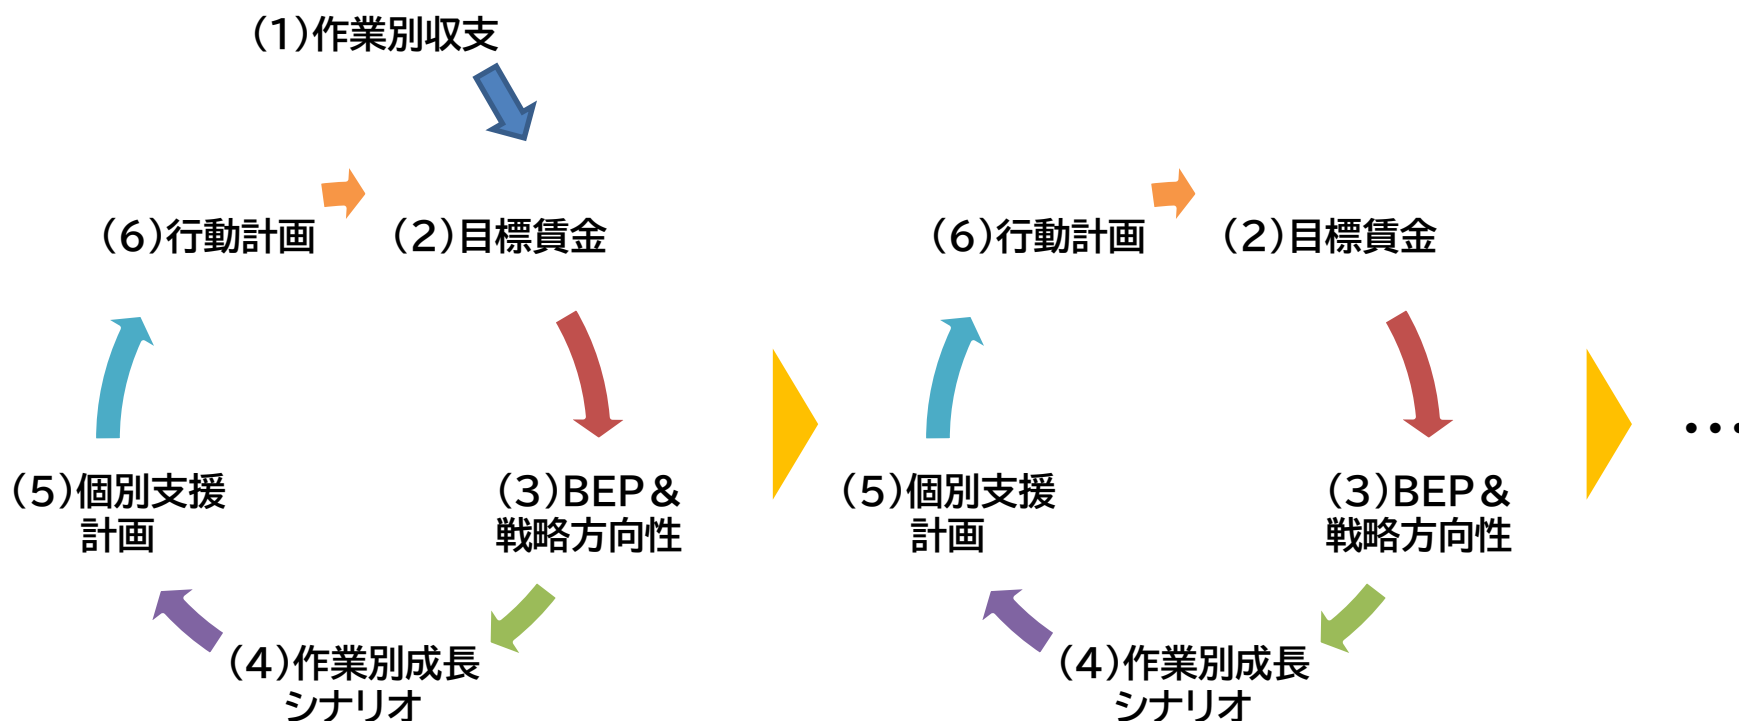 (1)作業別収支
(6)行動計画
(2)目標賃金
(3)BEP&
戦略方向性
(4)作業別成長
シナリオ
(5)個別支援
計画
(6)行動計画
(2)目標賃金
(3)BEP&
戦略方向性
(4)作業別成長
シナリオ
(5)個別支援
計画
…